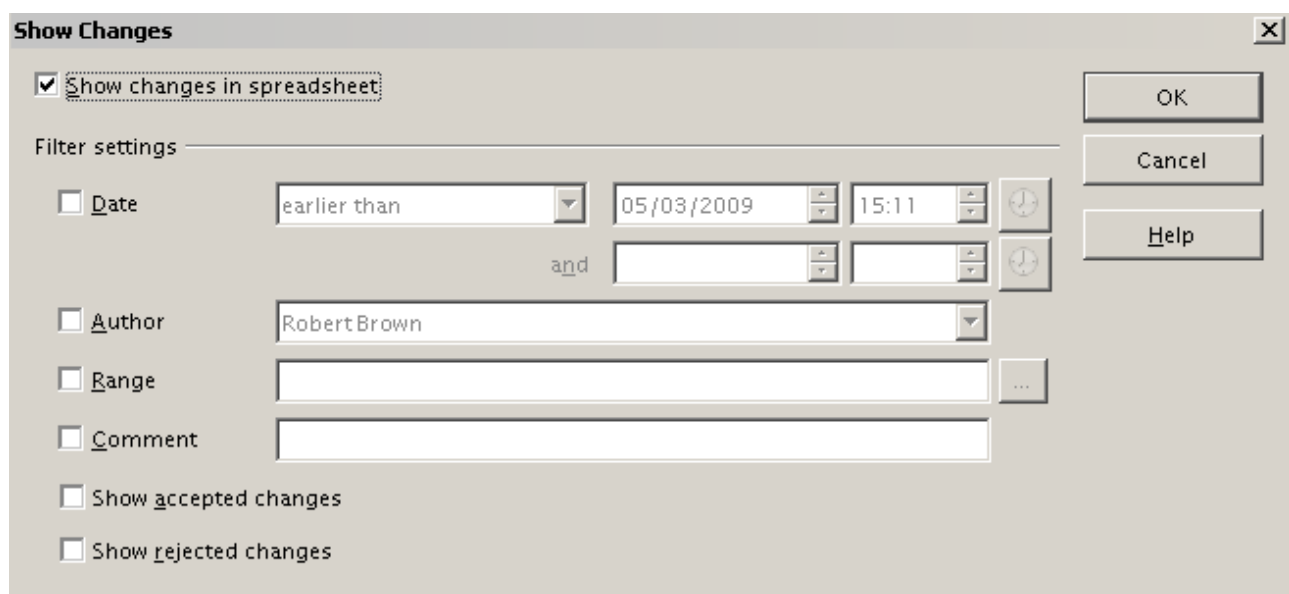 Show Changes
Show changes in spreadsheet
OK
Filter settings
Cancel
Date earlier than 05/03/2009 15:11
Help
and
Author Robert Brown
Range ...
Comment
Show accepted changes
Show rejected changes